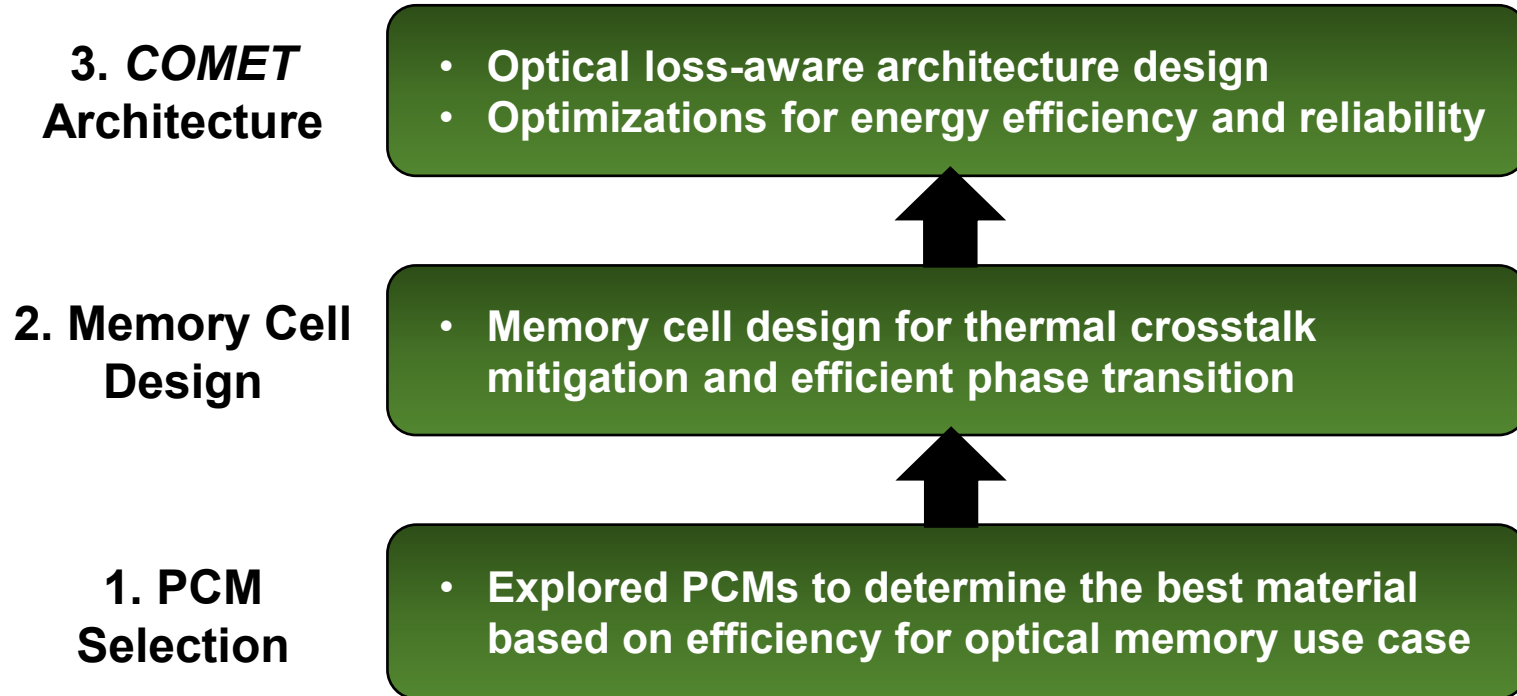 3. COMET
Architecture
• Optical loss-aware architecture design
• Optimizations for energy efficiency and reliability
2. Memory Cell
Design
• Memory cell design for thermal crosstalk
mitigation and efficient phase transition
1. PCM
Selection
• Explored PCMs to determine the best material
based on efficiency for optical memory use case